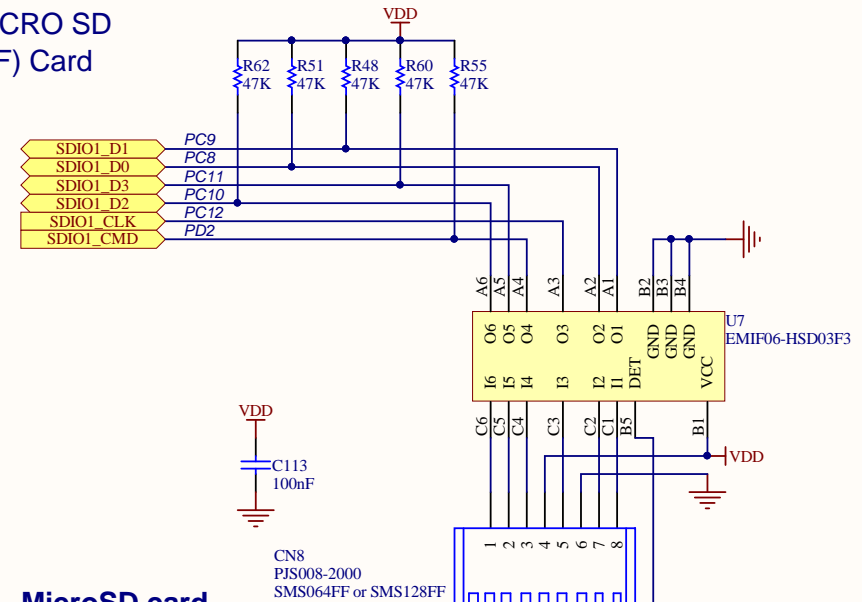 CRO SD
F) Card
VDD
R62
47K
R51
47K
R48
47K
R60
47K
R55
47K
SDIO1_D1
PC9
SDIO1_D0
PC8
SDIO1_D3
PC11
SDIO1_D2
PC10
SDIO1_CLK
PC12
SDIO1_CMD
PD2
A6
A5
A4
A3
A2
A1
B2
B3
B4
U7
EMIF06-HSD03F3
O6
O5
O4
O3
O2
O1
GND
GND
GND
I6
I5
I4
I3
I2
I1
DET
VCC
C6
C5
C4
C3
C2
C1
B5
B1
VDD
VDD
C113
100nF
1
2
3
4
5
6
7
8
CN8
PJS008-2000
SMS064FF or SMS128FF
MicroSD card